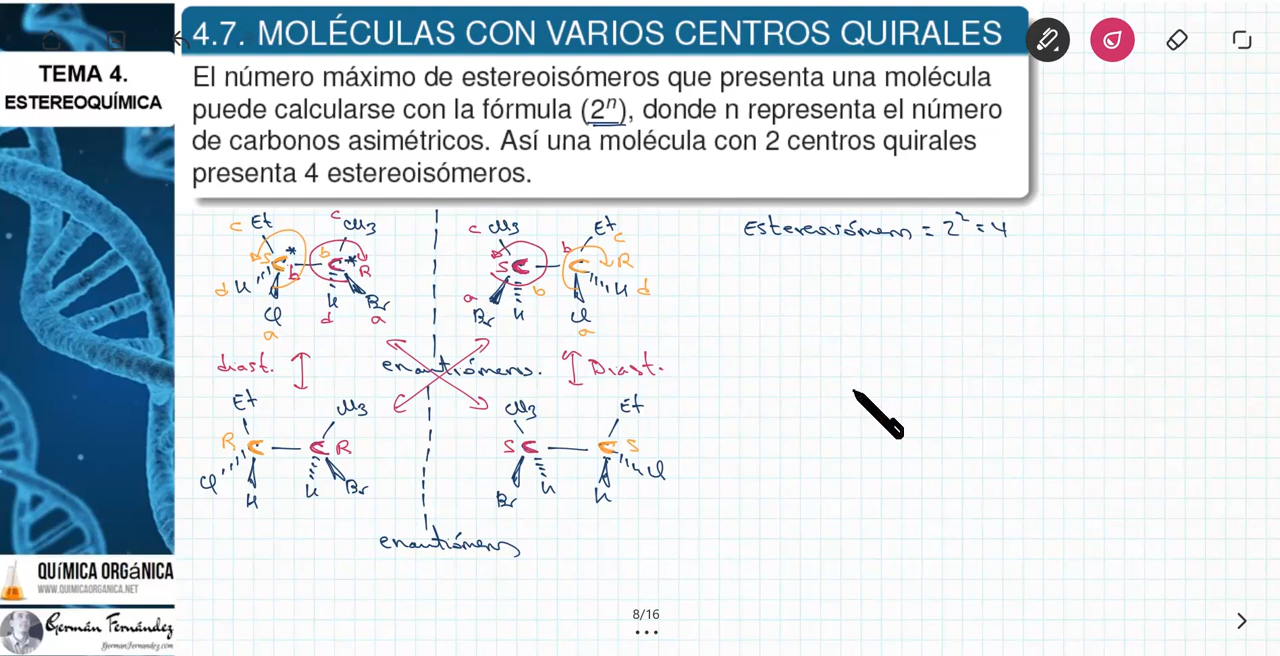 4.7. MOLÉCULAS CON VARIOS CENTROS QUIRALES
TEMA 4.
ESTEREOQUÍMICA
El número máximo de estereoisómeros que presenta una molécula
puede calcularse con la fórmula (2ⁿ), donde n representa el número
de carbonos asimétricos. Así una molécula con 2 centros quirales
presenta 4 estereoisómeros.
c Et c CH3 c CH3 Et c
Estereoisómeros = 2² = 4
S C * b b C * R S C b b C R
d H Cl a H d Br a
a Br H Cl a H d
diast. enantiómeros. Diast.
Et CH3 CH3 Et
R C C R S C C S
Cl H H Br Br H H Cl
enantiómeros
QUÍMICA ORGÁNICA
WWW.QUIMICAORGANICA.NET
Germán Fernández
GermanFernandez.com
8/16